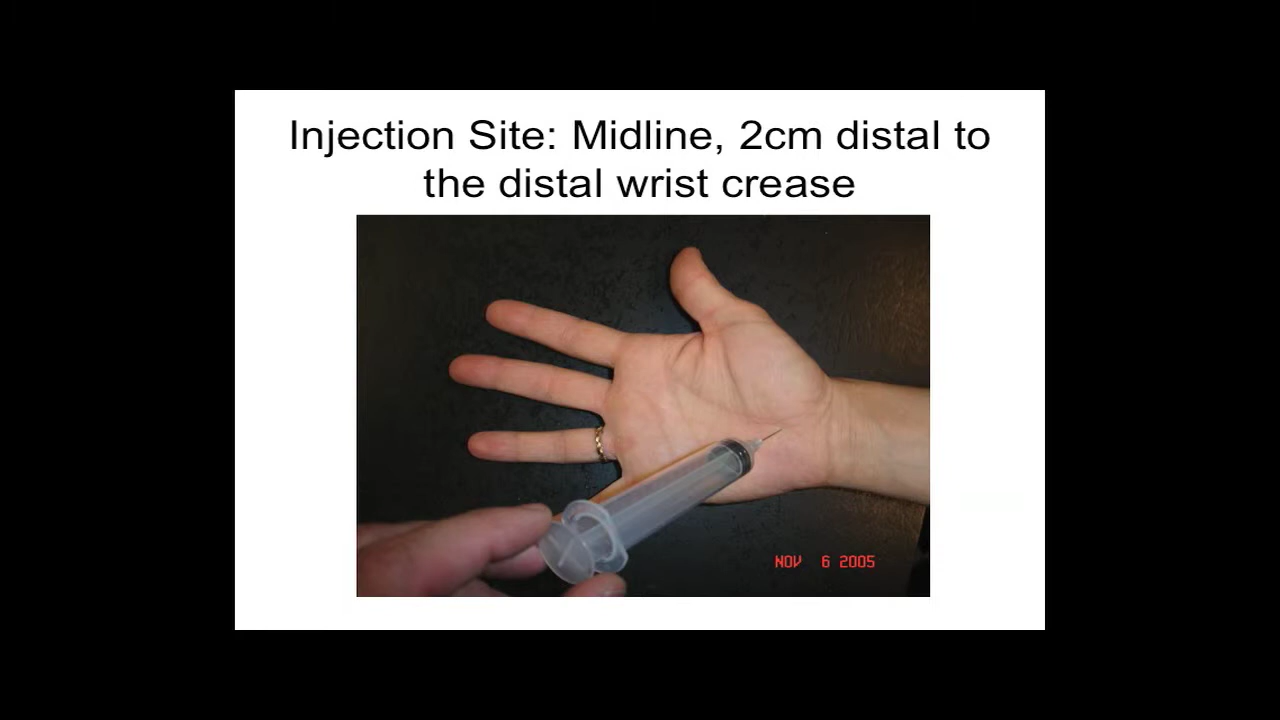 Injection Site: Midline, 2cm distal to
the distal wrist crease
NOV 6 2005